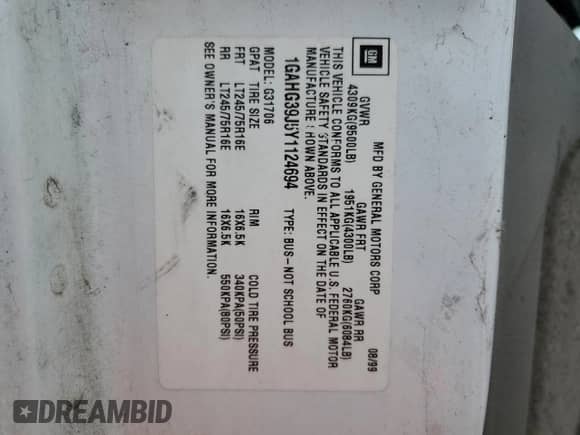 GM
MFD BY GENERAL MOTORS CORP 08/99
GVWR GAWR FRT GAWR RR
4309KG(9500LB) 1951KG(4300LB) 2760KG(6084LB)
THIS VEHICLE CONFORMS TO ALL APPLICABLE U.S. FEDERAL MOTOR
VEHICLE SAFETY STANDARDS IN EFFECT ON THE DATE OF
MANUFACTURE SHOWN ABOVE.
1GAHG39J5Y1124694 TYPE: BUS-NOT SCHOOL BUS
MODEL: G31706
GPAT TIRE SIZE RIM COLD TIRE PRESSURE
FRT LT245/75R16E 16X6.5K 340KPA(50PSI)
RR LT245/75R16E 16X6.5K 550KPA(80PSI)
SEE OWNER'S MANUAL FOR MORE INFORMATION.
DREAMBID